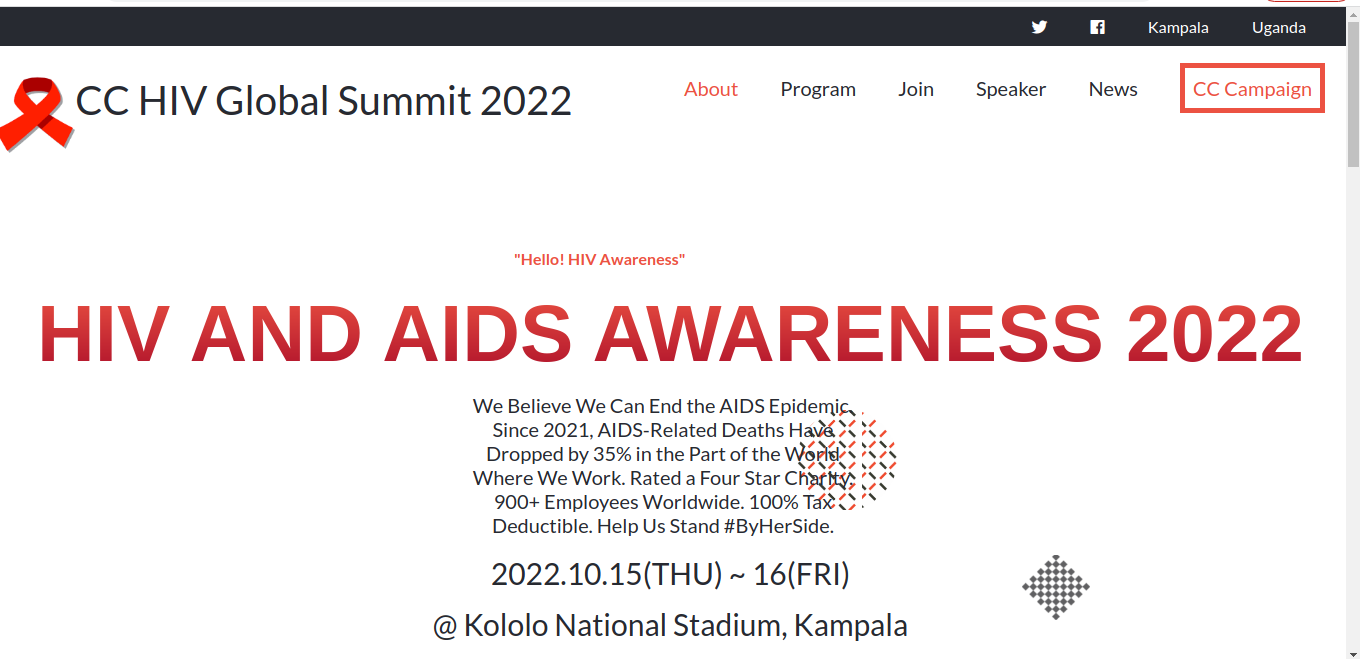 Kampala Uganda
CC HIV Global Summit 2022
About Program Join Speaker News CC Campaign
"Hello! HIV Awareness"
HIV AND AIDS AWARENESS 2022
We Believe We Can End the AIDS Epidemic.
Since 2021, AIDS-Related Deaths Have
Dropped by 35% in the Part of the World
Where We Work. Rated a Four Star Charity.
900+ Employees Worldwide. 100% Tax
Deductible. Help Us Stand #ByHerSide.
2022.10.15(THU) ~ 16(FRI)
@ Kololo National Stadium, Kampala